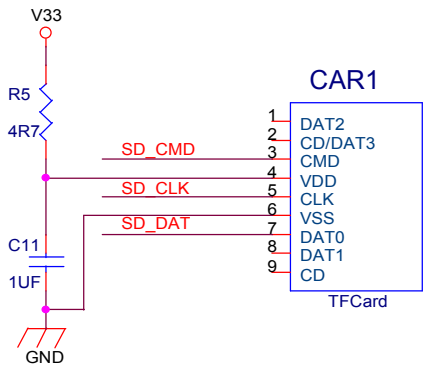 V33
R5
4R7
C11
1UF
GND
SD_CMD
SD_CLK
SD_DAT
CAR1
1 DAT2
2 CD/DAT3
3 CMD
4 VDD
5 CLK
6 VSS
7 DAT0
8 DAT1
9 CD
TFCard